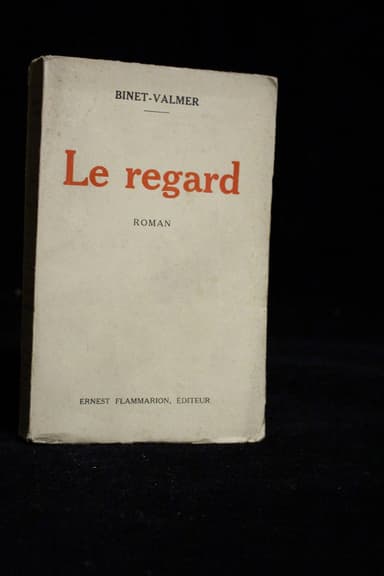 BINET-VALMER
Le regard
ROMAN
ERNEST FLAMMARION, ÉDITEUR